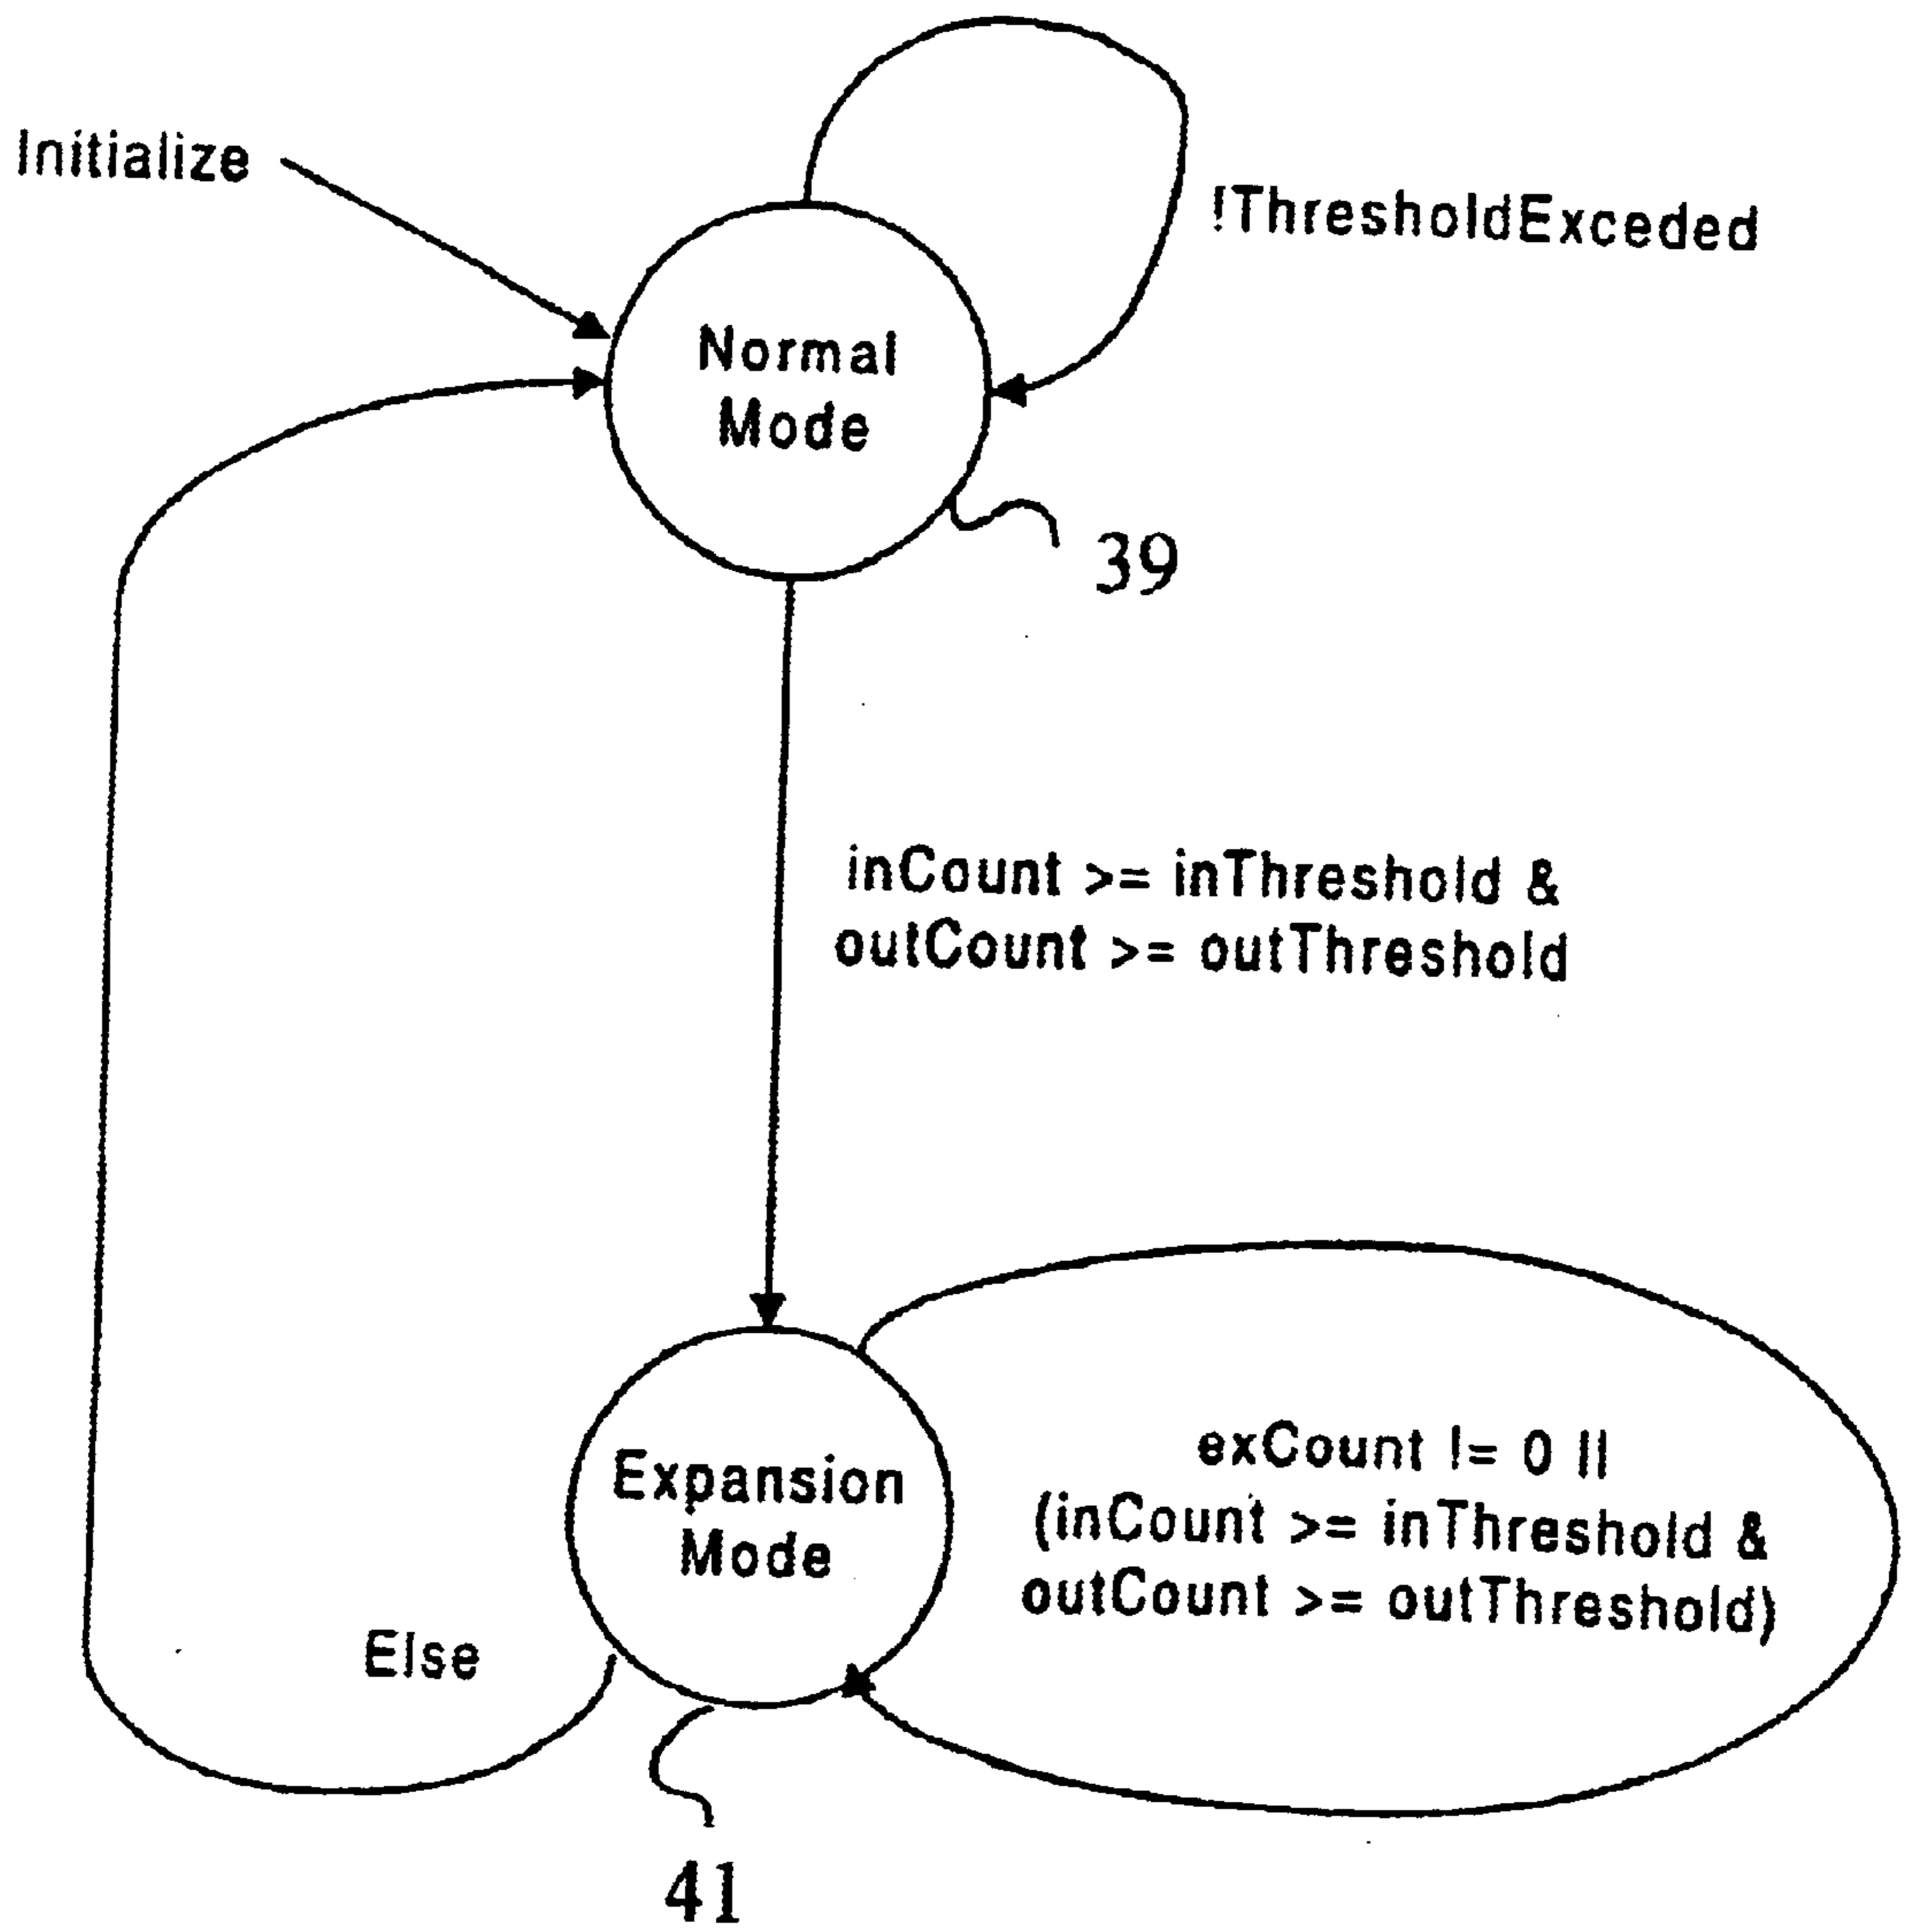 Initialize
!ThresholdExceded
Normal
Mode
39
inCount >= inThreshold &
outCount >= outThreshold
Expansion
Mode
exCount != 0 ||
(inCount >= inThreshold &
outCount >= outThreshold)
Else
41